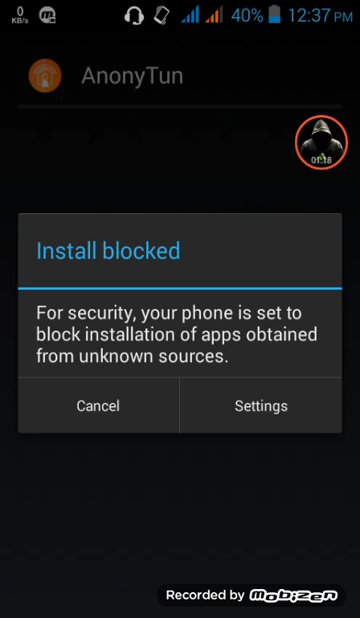 0
KB/s
40%
12:37 PM
AnonyTun
01:18
Install blocked
For security, your phone is set to
block installation of apps obtained
from unknown sources.
Cancel
Settings
Recorded by Mobizen